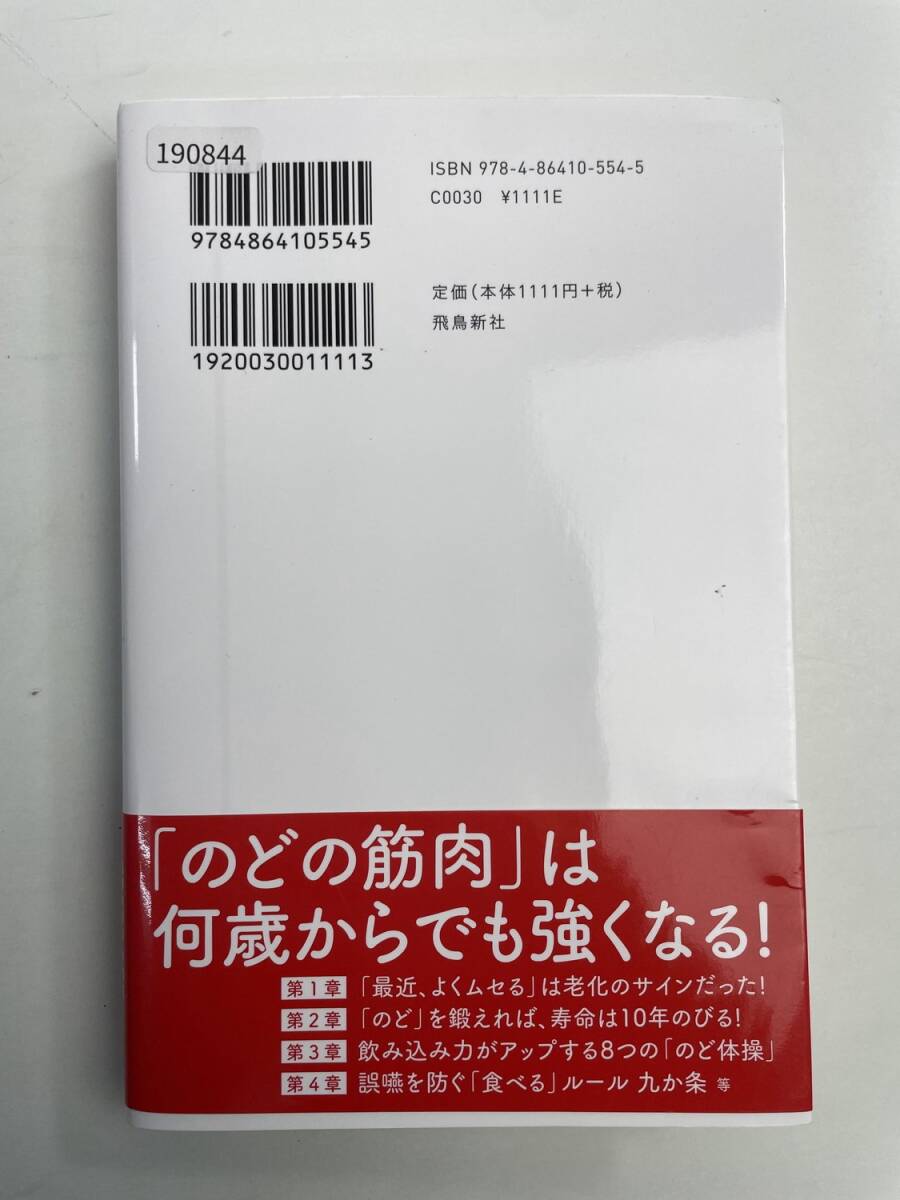 190844
ISBN 978-4-86410-554-5
C0030 ¥1111E
9784864105545
定価(本体1111円+税)
飛鳥新社
1920030011113
「のどの筋肉」は
何歳からでも強くなる!
第1章 「最近、よくムセる」は老化のサインだった!
第2章 「のど」を鍛えれば、寿命は10年のびる!
第3章 飲み込み力がアップする8つの「のど体操」
第4章 誤嚥を防ぐ「食べる」ルール 九か条 等